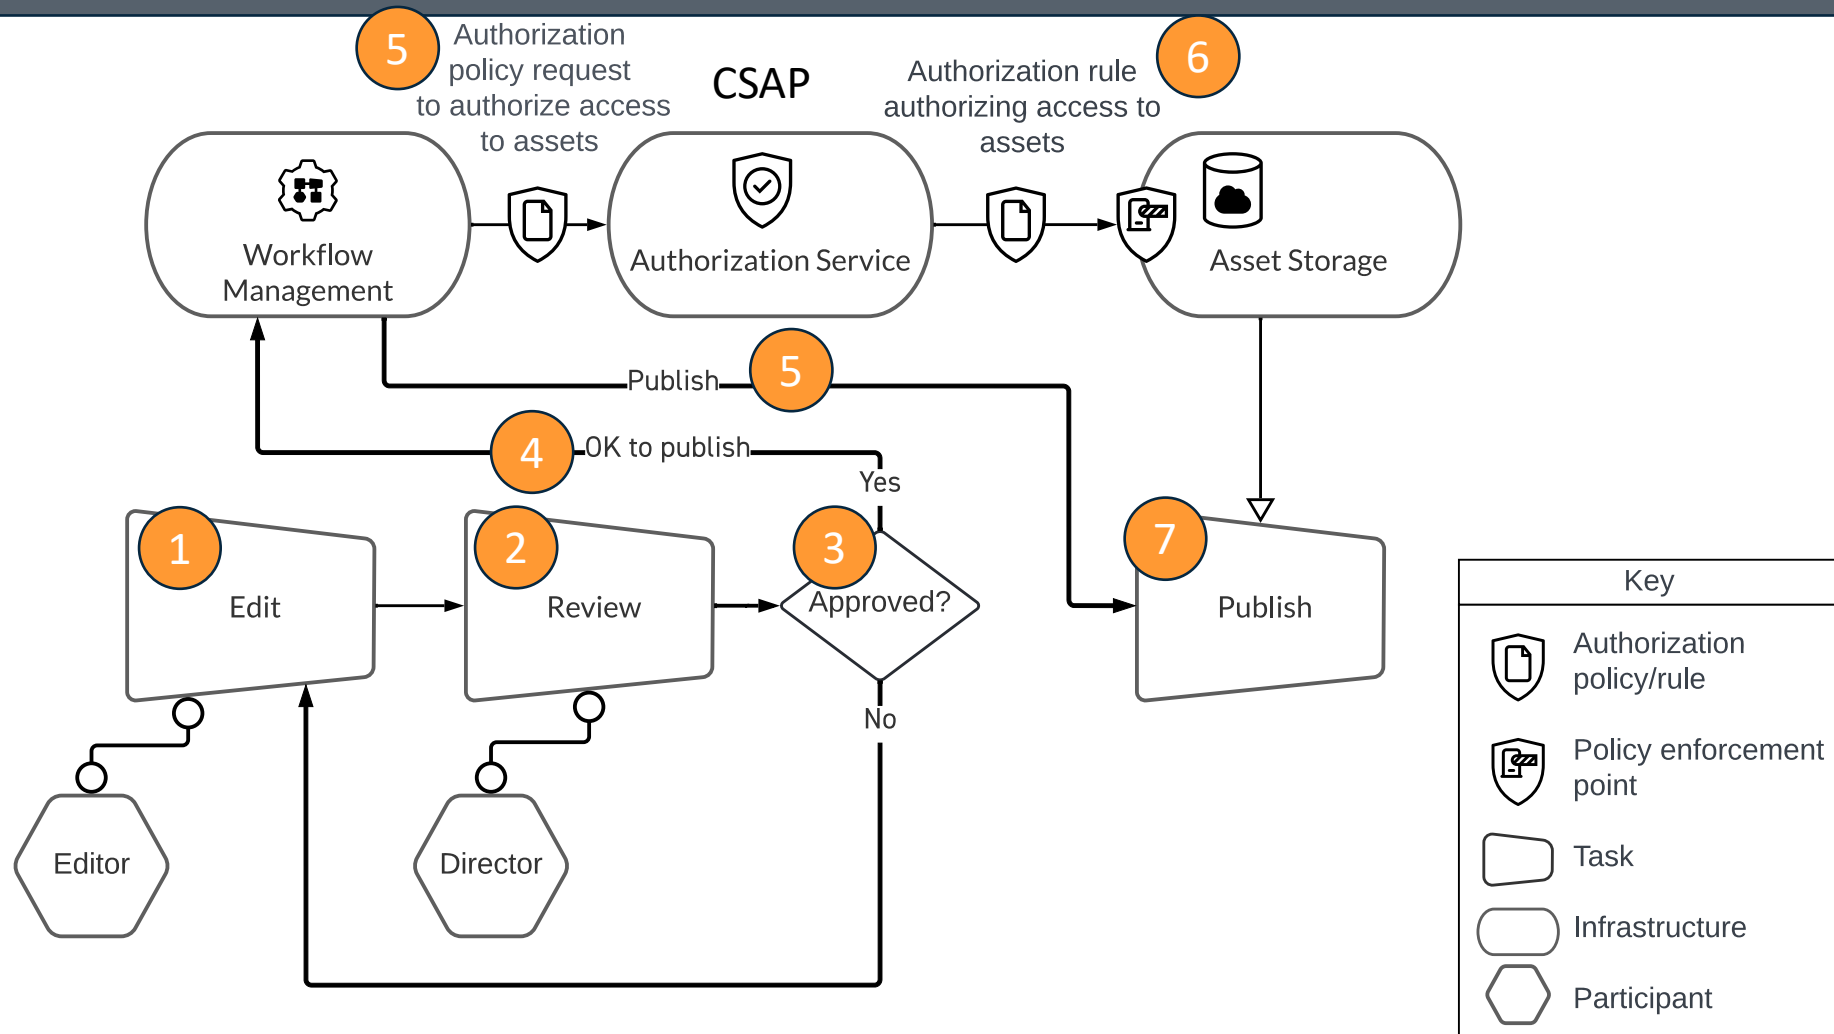 5
Authorization
policy request
to authorize access
to assets
CSAP
Authorization rule
authorizing access to
assets
6
Workflow
Management
Authorization Service
Asset Storage
Publish
5
4
OK to publish
Yes
1
Edit
2
Review
3
Approved?
7
Publish
No
Editor
Director
Key
Authorization
policy/rule
Policy enforcement
point
Task
Infrastructure
Participant